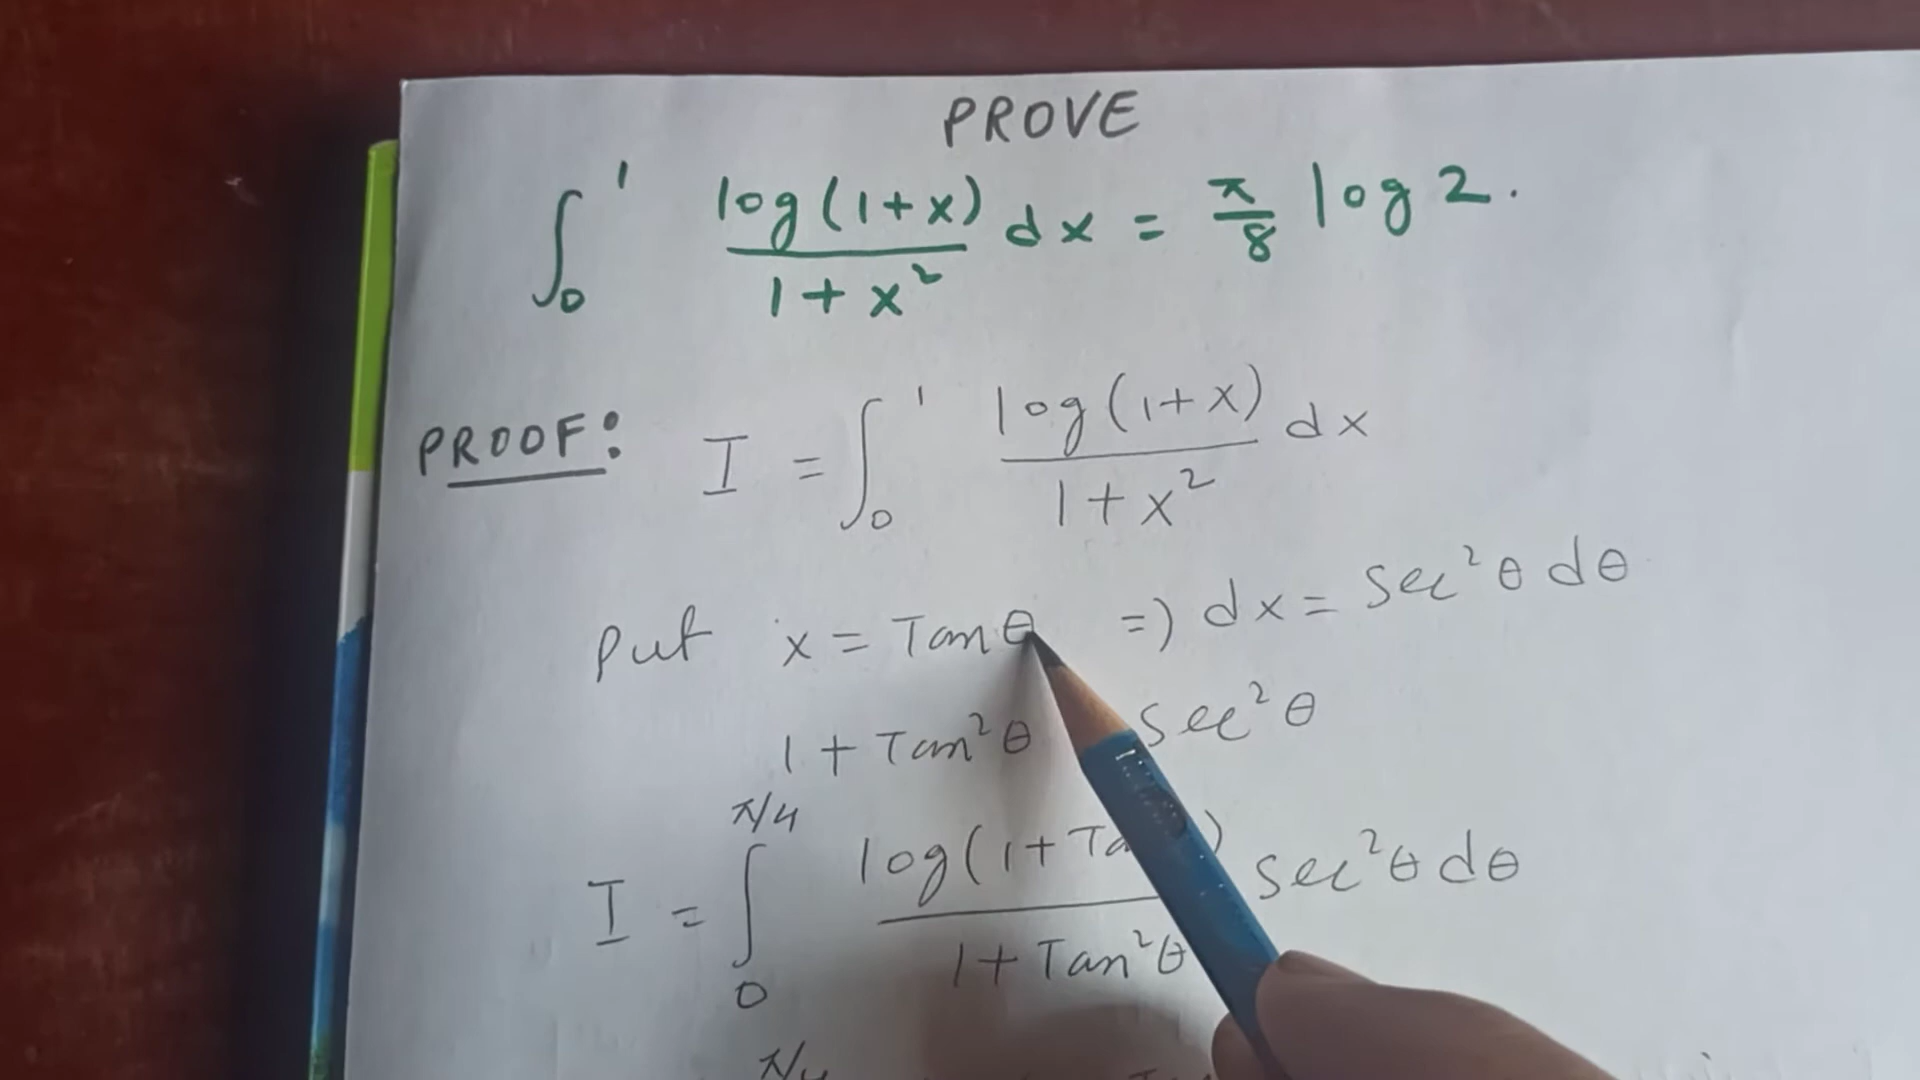 PROVE
∫₀¹ log(1+x)/1+x² dx = π/8 log 2.
PROOF: I = ∫₀¹ log(1+x)/1+x² dx
Put x = Tanθ => dx = Sec²θ dθ
1 + Tan²θ Sec²θ
I = ∫₀^π/4 log(1+Ta )/1+Tan²θ sec²θ dθ
π/4